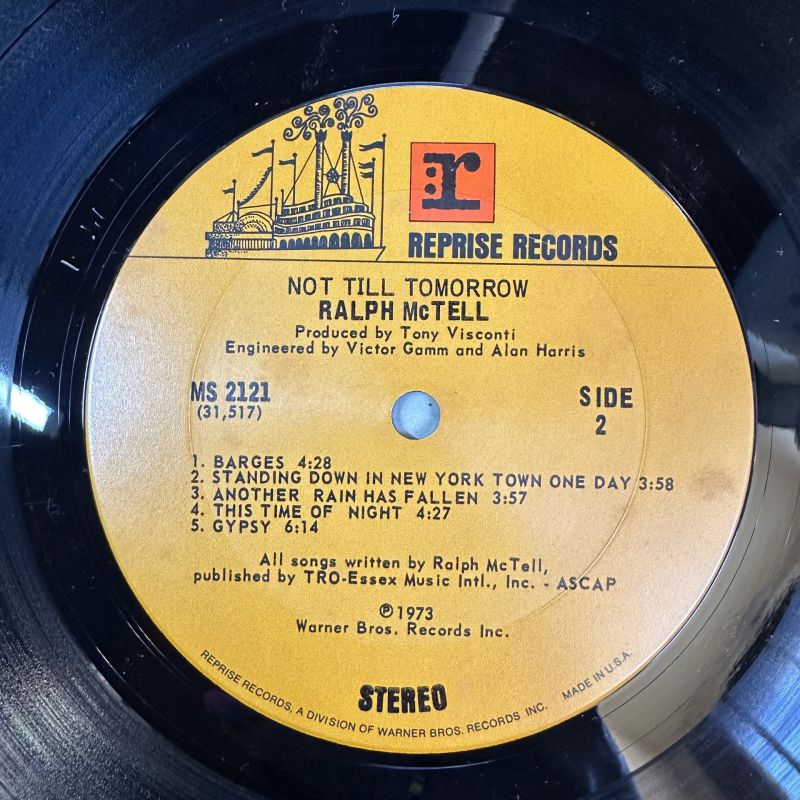 :r
REPRISE RECORDS
NOT TILL TOMORROW
RALPH McTELL
Produced by Tony Visconti
Engineered by Victor Gamm and Alan Harris
MS 2121
(31,517)
SIDE
2
1. BARGES 4:28
2. STANDING DOWN IN NEW YORK TOWN ONE DAY 3:58
3. ANOTHER RAIN HAS FALLEN 3:57
4. THIS TIME OF NIGHT 4:27
5. GYPSY 6:14
All songs written by Ralph McTell,
published by TRO-Essex Music Intl., Inc. - ASCAP
℗1973
Warner Bros. Records Inc.
STEREO
REPRISE RECORDS, A DIVISION OF WARNER BROS. RECORDS INC. MADE IN U.S.A.